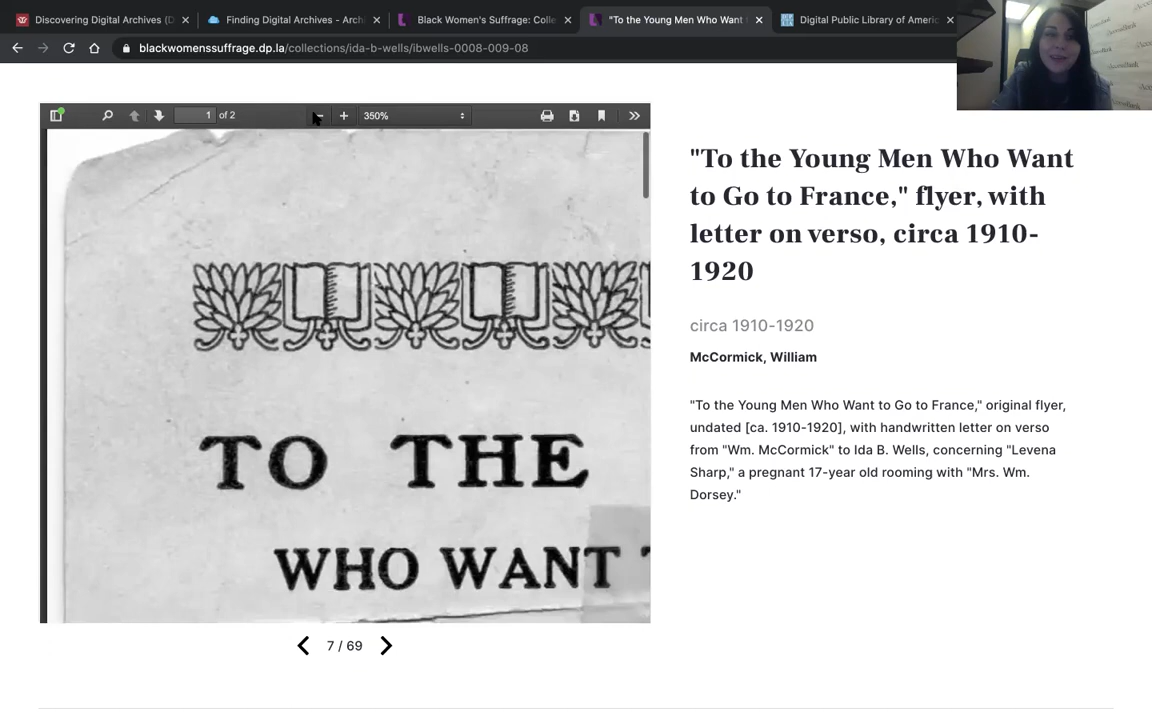 Discovering Digital Archives (D
Finding Digital Archives - Arch
Black Women's Suffrage: Colle
"To the Young Men Who Want
Digital Public Library of Americ
blackwomenssuffrage.dp.la/collections/ida-b-wells/ibwells-0008-009-08
1 of 2
350%
TO THE
WHO WANT
7 / 69
"To the Young Men Who Want
to Go to France," flyer, with
letter on verso, circa 1910-
1920
circa 1910-1920
McCormick, William
"To the Young Men Who Want to Go to France," original flyer,
undated [ca. 1910-1920], with handwritten letter on verso
from "Wm. McCormick" to Ida B. Wells, concerning "Levena
Sharp," a pregnant 17-year old rooming with "Mrs. Wm.
Dorsey."